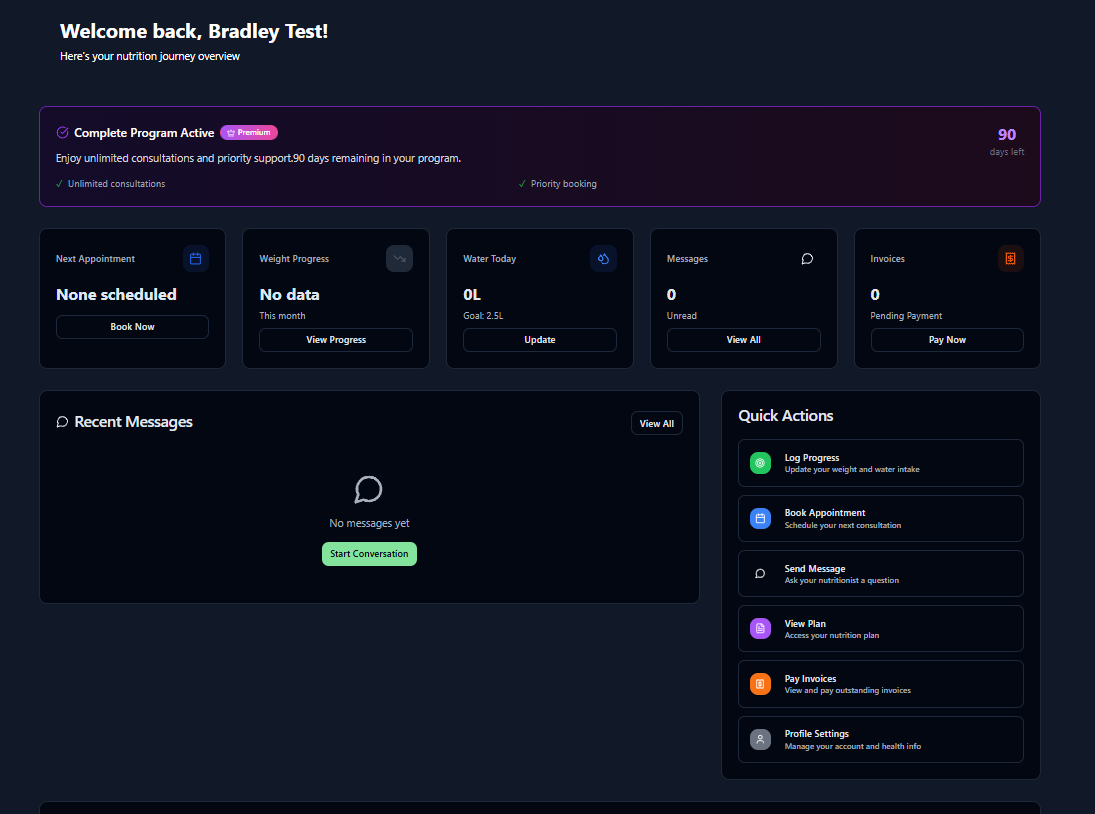 Welcome back, Bradley Test!
Here's your nutrition journey overview
Complete Program Active
Premium
90
Enjoy unlimited consultations and priority support.90 days remaining in your program.
days left
✓ Unlimited consultations
✓ Priority booking
Next Appointment
None scheduled
Book Now
Weight Progress
No data
This month
View Progress
Water Today
0L
Goal: 2.5L
Update
Messages
0
Unread
View All
Invoices
0
Pending Payment
Pay Now
Recent Messages
View All
No messages yet
Start Conversation
Quick Actions
Log Progress
Update your weight and water intake
Book Appointment
Schedule your next consultation
Send Message
Ask your nutritionist a question
View Plan
Access your nutrition plan
Pay Invoices
View and pay outstanding invoices
Profile Settings
Manage your account and health info